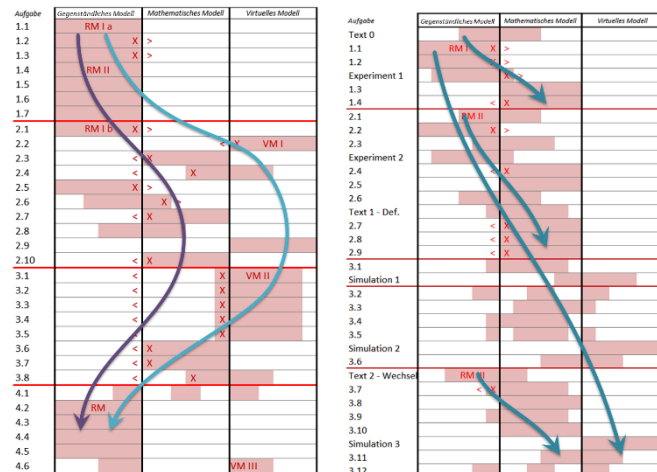 Aufgabe
Gegenständliches Modell Mathematisches Modell Virtuelles Modell
1.1 RM I a
1.2 X >
1.3 X >
1.4 RM II
1.5
1.6
1.7
2.1 RM I b X >
2.2 < X VM I
2.3 < X
2.4 X
2.5 X >
2.6 X >
2.7 < X
2.8
2.9
2.10 < X
3.1 < X VM II
3.2 < X
3.3 < X
3.4 < X
3.5 < X
3.6 < X
3.7 < X
3.8 < X
4.1
4.2 RM
4.3
4.4
4.5
4.6 VM III
Aufgabe
Gegenständliches Modell Mathematisches Modell Virtuelles Modell
Text 0
1.1 RM I X >
1.2 >
Experiment 1 X >
1.3
1.4 < X
2.1 RM II
2.2 X >
2.3
Experiment 2
2.4 < X
2.5
2.6
Text 1 - Def.
2.7 < X
2.8 < X
2.9 < X
3.1
Simulation 1
3.2
3.3
3.4
3.5
Simulation 2
3.6
Text 2 - Wechsel RM III
3.7 < X
3.8
3.9
3.10
Simulation 3
3.11
3.12